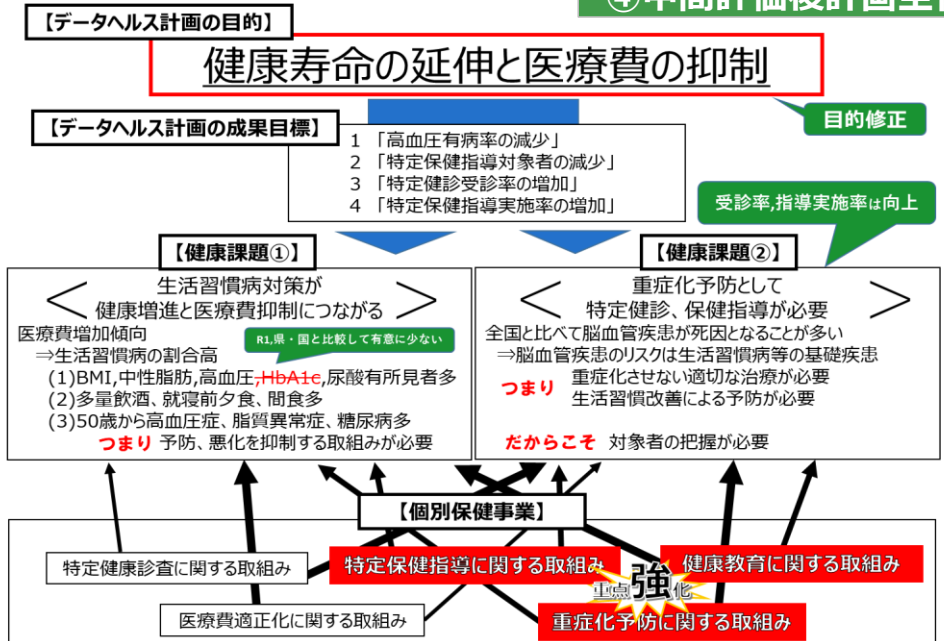 ④中間評価後計画全
【データヘルス計画の目的】
健康寿命の延伸と医療費の抑制
目的修正
【データヘルス計画の成果目標】
1 「高血圧有病率の減少」
2 「特定保健指導対象者の減少」
3 「特定健診受診率の増加」
4 「特定保健指導実施率の増加」
受診率,指導実施率は向上
【健康課題①】
生活習慣病対策が
健康増進と医療費抑制につながる
医療費増加傾向
R1,県・国と比較して有意に少ない
⇒生活習慣病の割合高
(1)BMI,中性脂肪,高血圧,HbA1c,尿酸有所見者多
(2)多量飲酒、就寝前夕食、間食多
(3)50歳から高血圧症、脂質異常症、糖尿病多
つまり 予防、悪化を抑制する取組みが必要
【健康課題②】
重症化予防として
特定健診、保健指導が必要
全国と比べて脳血管疾患が死因となることが多い
⇒脳血管疾患のリスクは生活習慣病等の基礎疾患
つまり 重症化させない適切な治療が必要
生活習慣改善による予防が必要
だからこそ 対象者の把握が必要
【個別保健事業】
特定健康診査に関する取組み
特定保健指導に関する取組み
健康教育に関する取組み
重点強化
医療費適正化に関する取組み
重症化予防に関する取組み